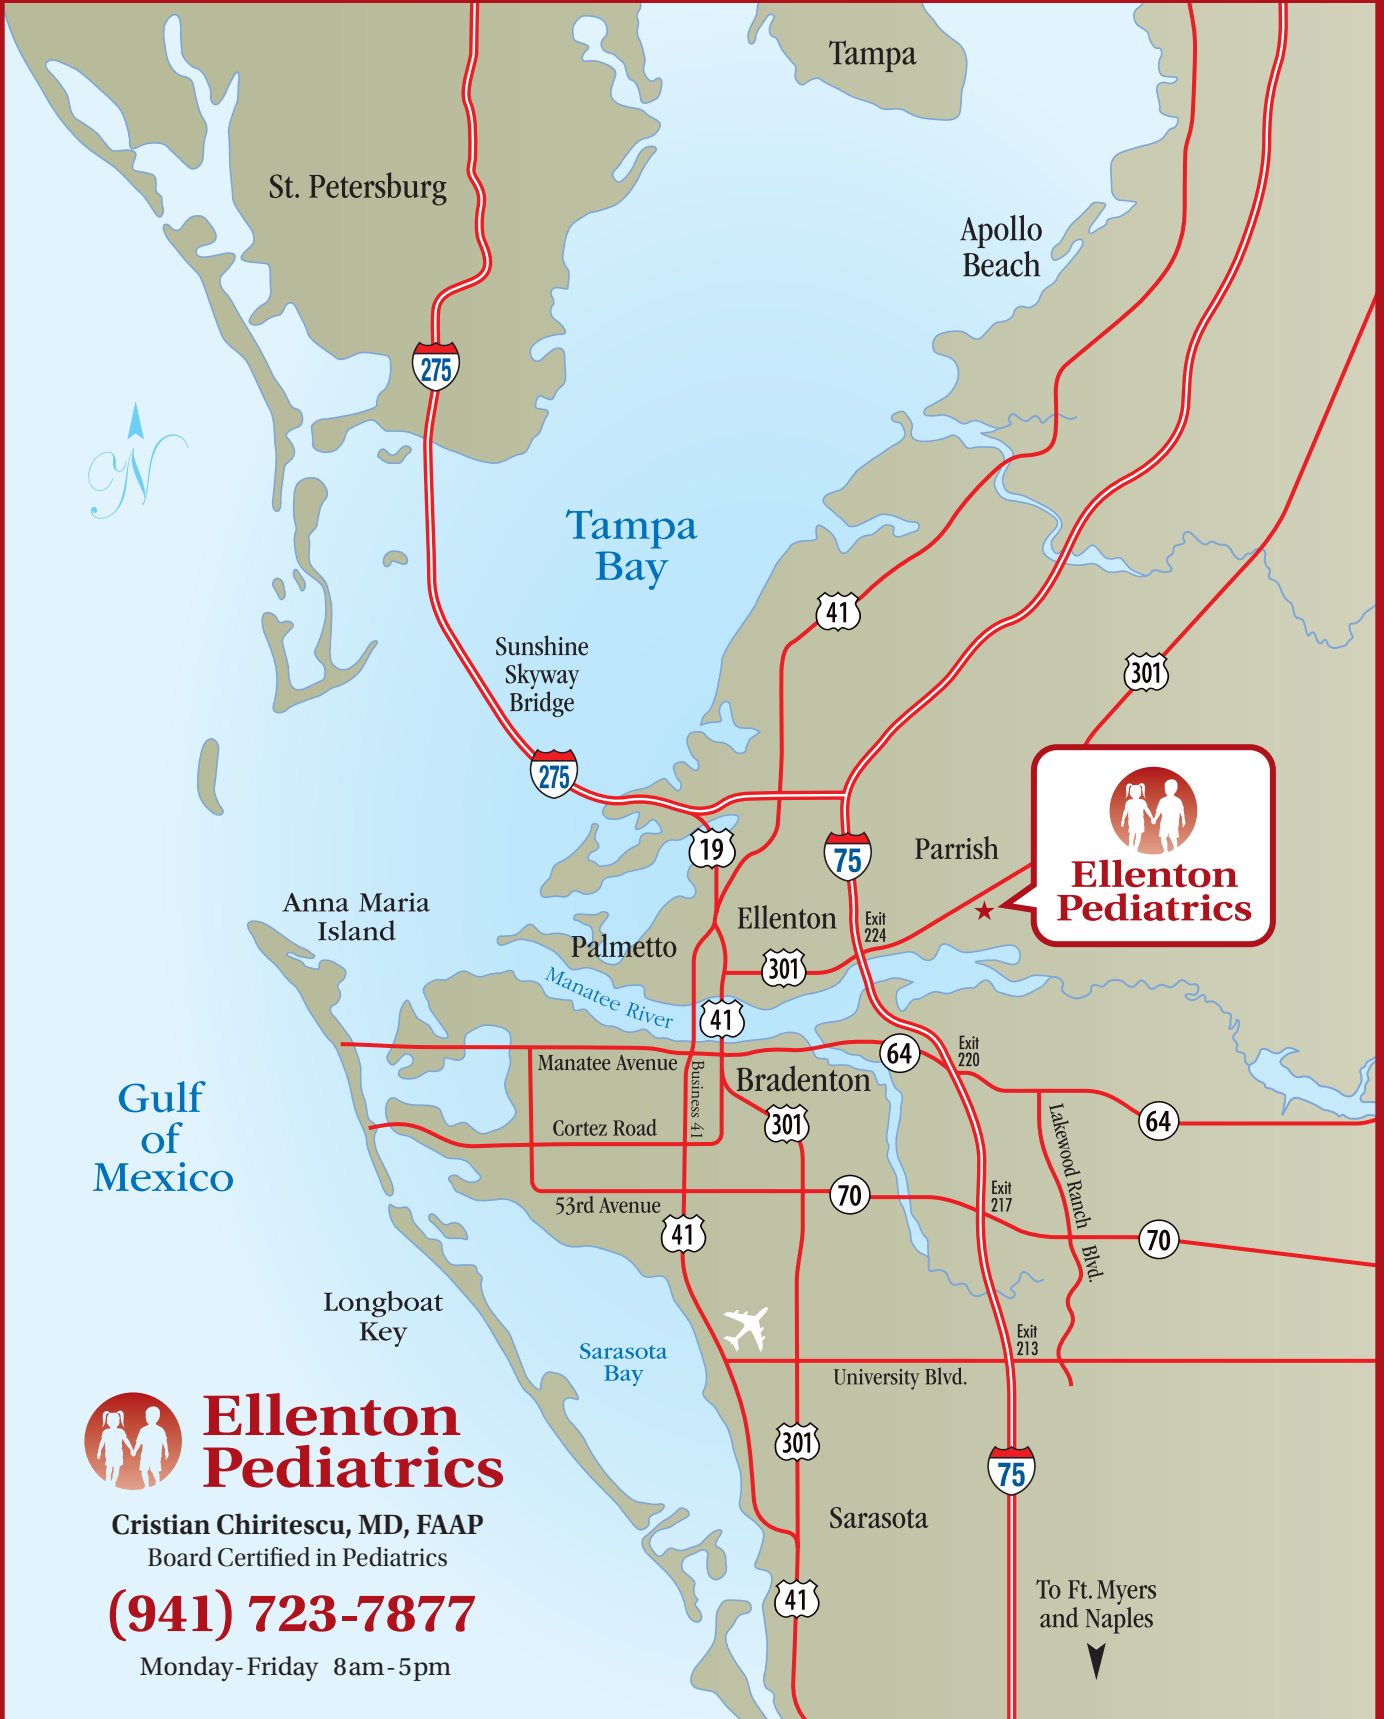 Tampa
St. Petersburg
Apollo
Beach
275
N
Tampa
Bay
41
Sunshine
Skyway
Bridge
301
275
19
75
Parrish
Ellenton
Pediatrics
Anna Maria
Island
Ellenton
Exit
224
Palmetto
301
Manatee River
41
64
Exit
220
Manatee Avenue
Business 41
Bradenton
Gulf
of
Mexico
Cortez Road
301
Lakewood Ranch Blvd.
64
53rd Avenue
70
Exit
217
41
70
Longboat
Key
Sarasota
Bay
Exit
213
University Blvd.
Ellenton
Pediatrics
301
75
Cristian Chiritescu, MD, FAAP
Board Certified in Pediatrics
Sarasota
(941) 723-7877
41
To Ft. Myers
and Naples
Monday-Friday 8am-5pm